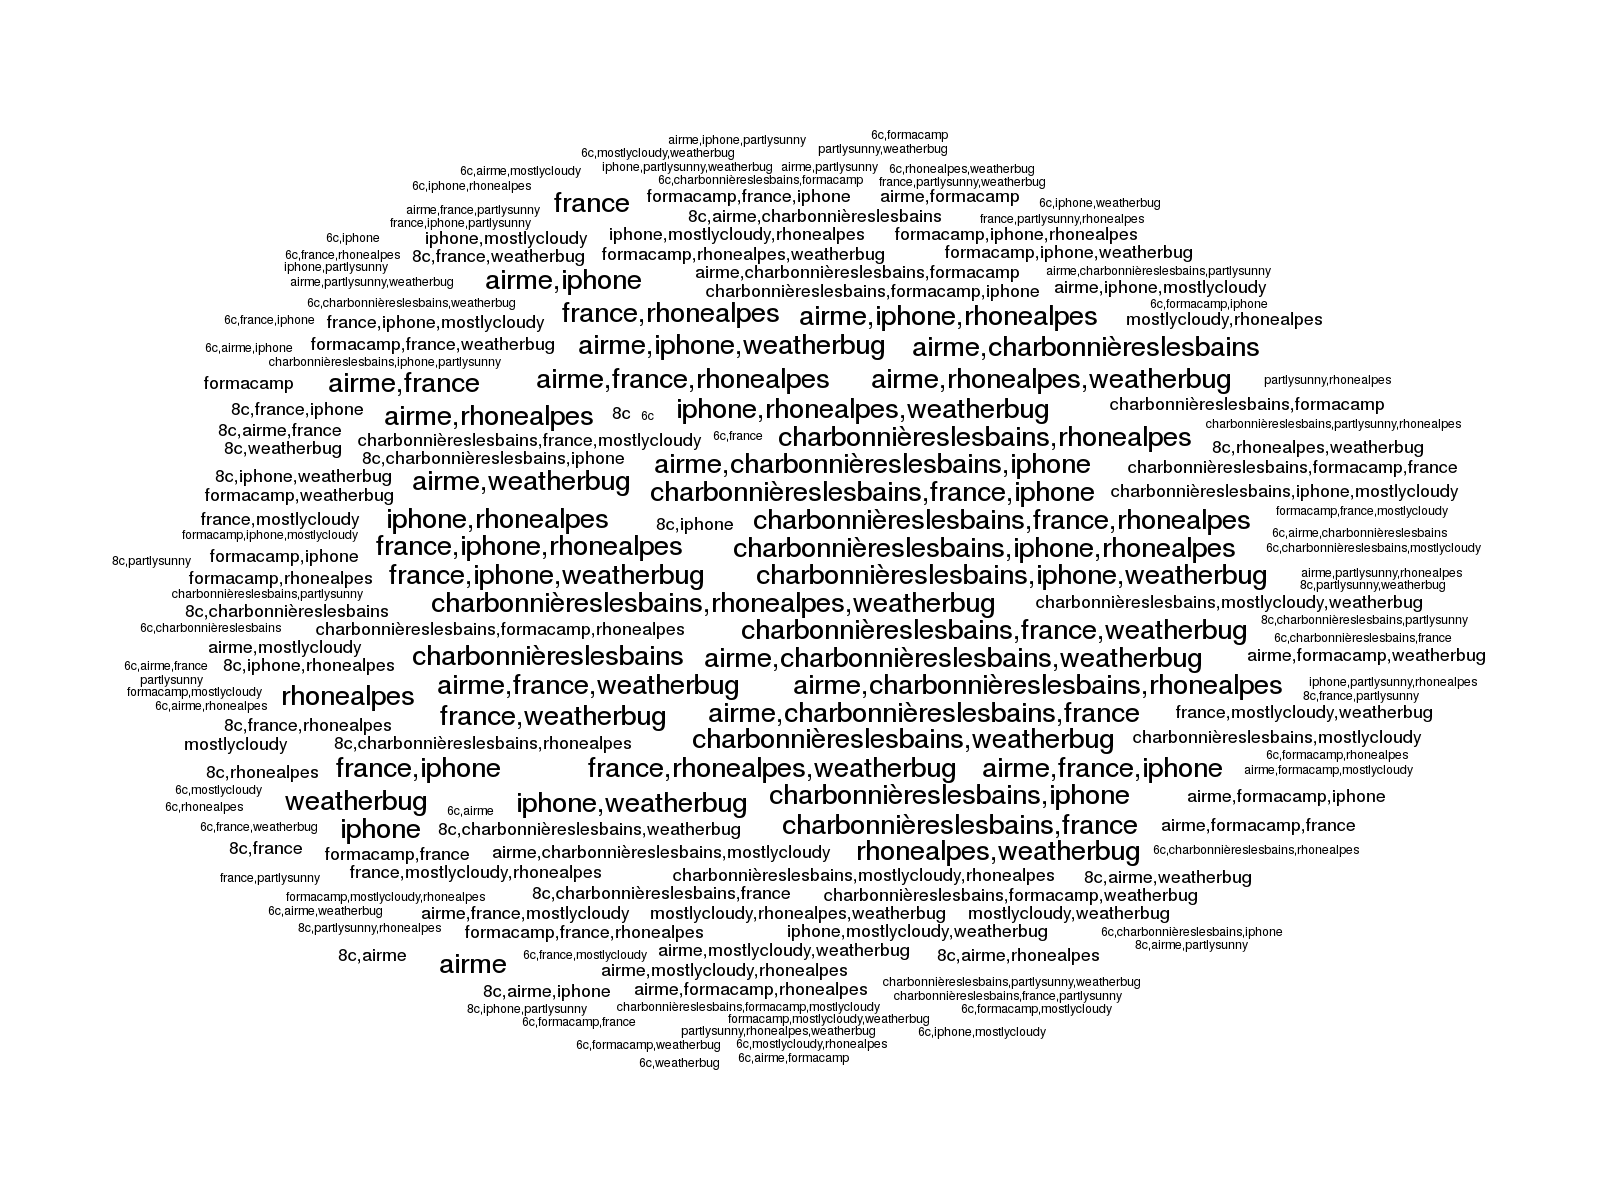 6c,formacamp
airme,iphone,partlysunny
partlysunny,weatherbug
6c,mostlycloudy,weatherbug
iphone,partlysunny,weatherbug airme,partlysunny 6c,rhonealpes,weatherbug
6c,airme,mostlycloudy
6c,charbonnièreslesbains,formacamp france,partlysunny,weatherbug
6c,iphone,rhonealpes
france formacamp,france,iphone airme,formacamp 6c,iphone,weatherbug
airme,france,partlysunny 8c,airme,charbonnièreslesbains france,partlysunny,rhonealpes
france,iphone,partlysunny
6c,iphone iphone,mostlycloudy iphone,mostlycloudy,rhonealpes formacamp,iphone,rhonealpes
6c,france,rhonealpes 8c,france,weatherbug formacamp,rhonealpes,weatherbug formacamp,iphone,weatherbug
iphone,partlysunny
airme,partlysunny,weatherbug airme,iphone airme,charbonnièreslesbains,formacamp airme,charbonnièreslesbains,partlysunny
charbonnièreslesbains,formacamp,iphone airme,iphone,mostlycloudy
6c,charbonnièreslesbains,weatherbug 6c,formacamp,iphone
6c,france,iphone france,iphone,mostlycloudy france,rhonealpes airme,iphone,rhonealpes mostlycloudy,rhonealpes
6c,airme,iphone formacamp,france,weatherbug airme,iphone,weatherbug airme,charbonnièreslesbains
charbonnièreslesbains,iphone,partlysunny
formacamp airme,france airme,france,rhonealpes airme,rhonealpes,weatherbug partlysunny,rhonealpes
8c,france,iphone airme,rhonealpes 8c 6c iphone,rhonealpes,weatherbug charbonnièreslesbains,formacamp
8c,airme,france charbonnièreslesbains,partlysunny,rhonealpes
charbonnièreslesbains,france,mostlycloudy 6c,france charbonnièreslesbains,rhonealpes
8c,weatherbug 8c,rhonealpes,weatherbug
8c,charbonnièreslesbains,iphone airme,charbonnièreslesbains,iphone charbonnièreslesbains,formacamp,france
8c,iphone,weatherbug airme,weatherbug
formacamp,weatherbug charbonnièreslesbains,france,iphone charbonnièreslesbains,iphone,mostlycloudy
france,mostlycloudy iphone,rhonealpes 8c,iphone charbonnièreslesbains,france,rhonealpes formacamp,france,mostlycloudy
formacamp,iphone,mostlycloudy 6c,airme,charbonnièreslesbains
8c,partlysunny formacamp,iphone france,iphone,rhonealpes charbonnièreslesbains,iphone,rhonealpes 6c,charbonnièreslesbains,mostlycloudy
formacamp,rhonealpes france,iphone,weatherbug charbonnièreslesbains,iphone,weatherbug airme,partlysunny,rhonealpes
8c,partlysunny,weatherbug
charbonnièreslesbains,partlysunny
8c,charbonnièreslesbains charbonnièreslesbains,rhonealpes,weatherbug charbonnièreslesbains,mostlycloudy,weatherbug
8c,charbonnièreslesbains,partlysunny
6c,charbonnièreslesbains charbonnièreslesbains,formacamp,rhonealpes charbonnièreslesbains,france,weatherbug 6c,charbonnièreslesbains,france
airme,mostlycloudy
6c,airme,france 8c,iphone,rhonealpes charbonnièreslesbains airme,charbonnièreslesbains,weatherbug airme,formacamp,weatherbug
partlysunny
formacamp,mostlycloudy rhonealpes airme,france,weatherbug airme,charbonnièreslesbains,rhonealpes iphone,partlysunny,rhonealpes
8c,france,partlysunny
6c,airme,rhonealpes
8c,france,rhonealpes france,weatherbug airme,charbonnièreslesbains,france france,mostlycloudy,weatherbug
mostlycloudy 8c,charbonnièreslesbains,rhonealpes charbonnièreslesbains,weatherbug charbonnièreslesbains,mostlycloudy
6c,formacamp,rhonealpes
8c,rhonealpes france,iphone france,rhonealpes,weatherbug airme,france,iphone airme,formacamp,mostlycloudy
6c,mostlycloudy
6c,rhonealpes weatherbug 6c,airme iphone,weatherbug charbonnièreslesbains,iphone airme,formacamp,iphone
6c,france,weatherbug iphone 8c,charbonnièreslesbains,weatherbug charbonnièreslesbains,france airme,formacamp,france
8c,france formacamp,france airme,charbonnièreslesbains,mostlycloudy rhonealpes,weatherbug 6c,charbonnièreslesbains,rhonealpes
france,partlysunny france,mostlycloudy,rhonealpes charbonnièreslesbains,mostlycloudy,rhonealpes 8c,airme,weatherbug
formacamp,mostlycloudy,rhonealpes 8c,charbonnièreslesbains,france charbonnièreslesbains,formacamp,weatherbug
6c,airme,weatherbug airme,france,mostlycloudy mostlycloudy,rhonealpes,weatherbug mostlycloudy,weatherbug
8c,partlysunny,rhonealpes formacamp,france,rhonealpes iphone,mostlycloudy,weatherbug 6c,charbonnièreslesbains,iphone
8c,airme,partlysunny
8c,airme airme 6c,france,mostlycloudy airme,mostlycloudy,weatherbug 8c,airme,rhonealpes
airme,mostlycloudy,rhonealpes
8c,airme,iphone airme,formacamp,rhonealpes charbonnièreslesbains,partlysunny,weatherbug
charbonnièreslesbains,france,partlysunny
8c,iphone,partlysunny charbonnièreslesbains,formacamp,mostlycloudy 6c,formacamp,mostlycloudy
6c,formacamp,france formacamp,mostlycloudy,weatherbug
partlysunny,rhonealpes,weatherbug 6c,iphone,mostlycloudy
6c,formacamp,weatherbug 6c,mostlycloudy,rhonealpes
6c,weatherbug 6c,airme,formacamp